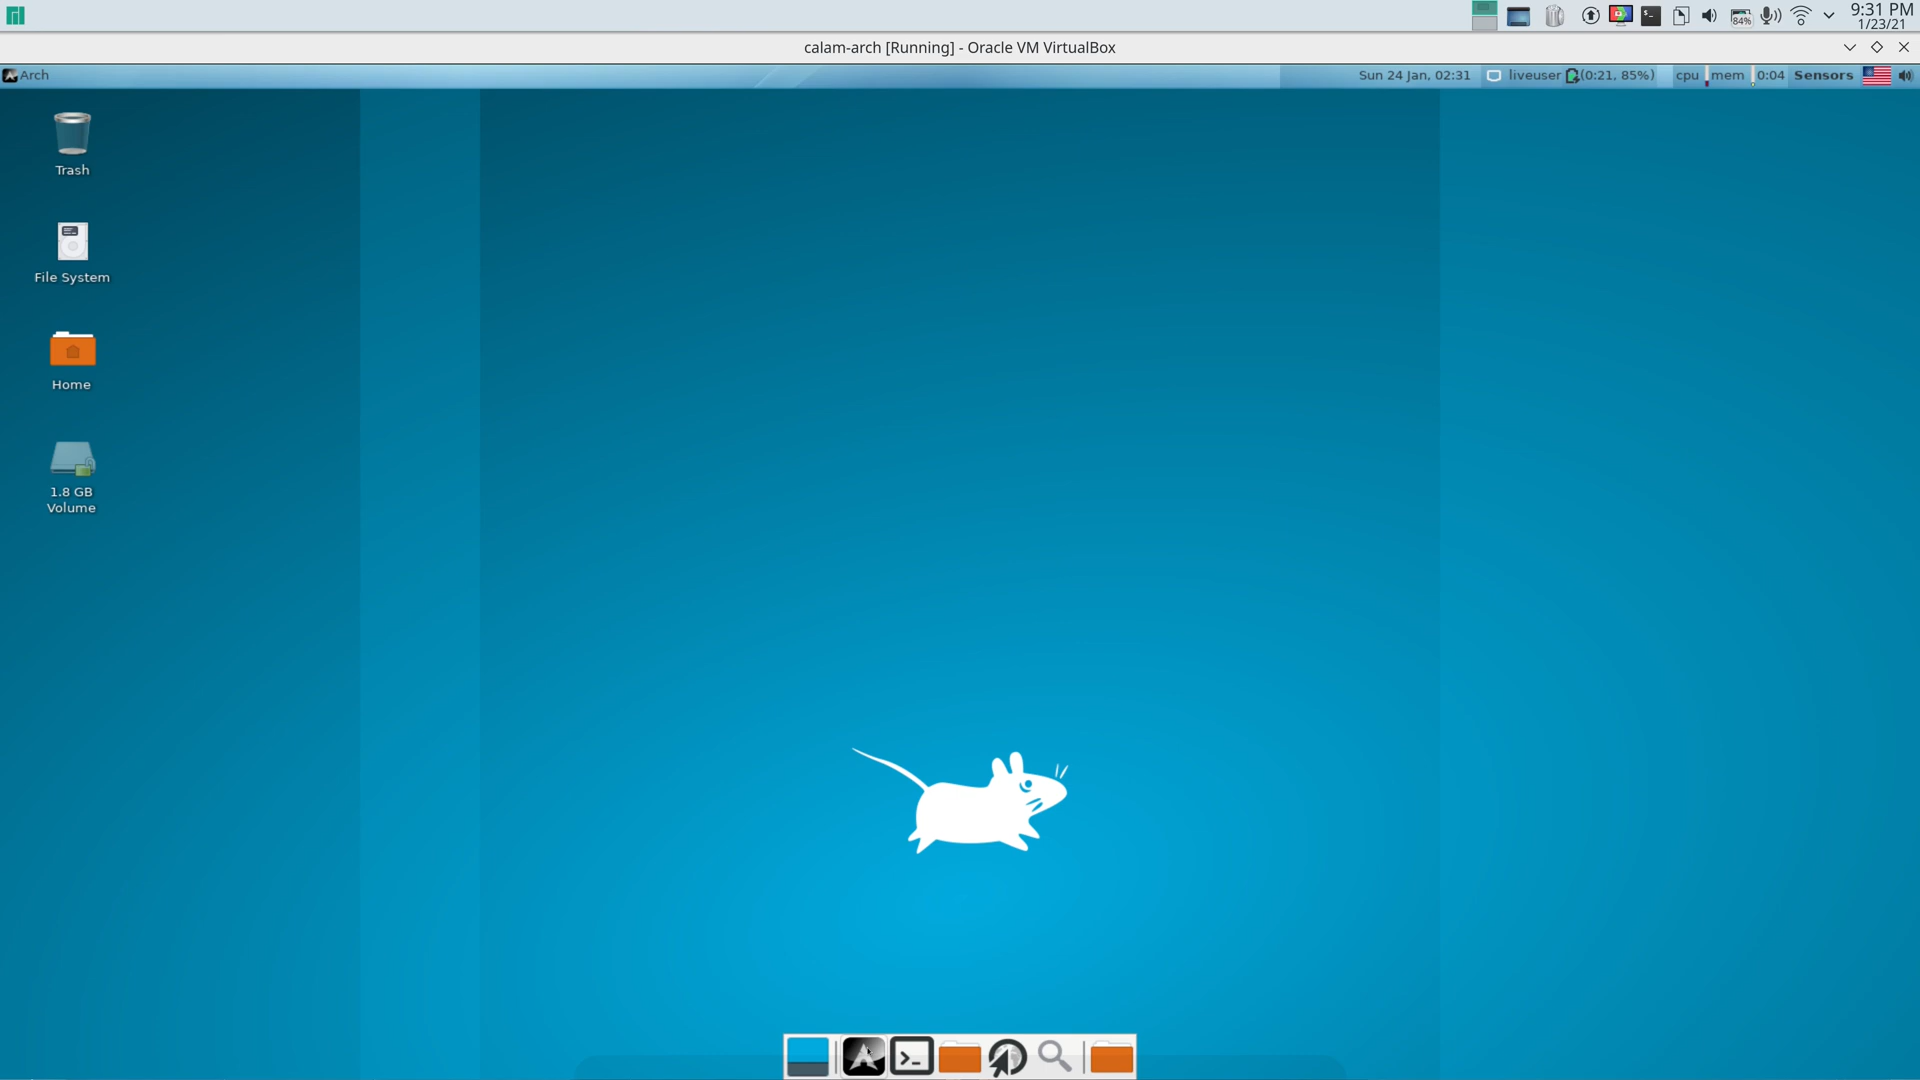 84%
9:31 PM
1/23/21
calam-arch [Running] - Oracle VM VirtualBox
Arch
Sun 24 Jan, 02:31
liveuser
(0:21, 85%)
cpu
mem
0:04
Sensors
Trash
File System
Home
1.8 GB
Volume